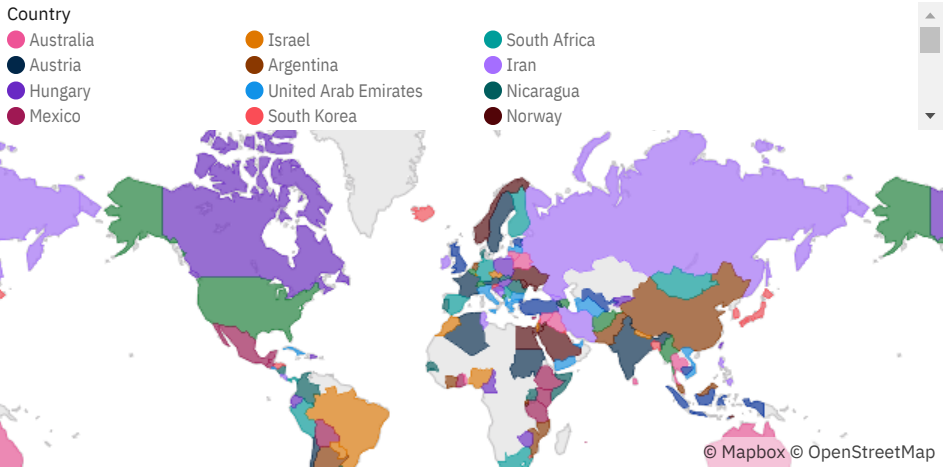 Country
Australia
Israel
South Africa
Austria
Argentina
Iran
Hungary
United Arab Emirates
Nicaragua
Mexico
South Korea
Norway
© Mapbox © OpenStreetMap